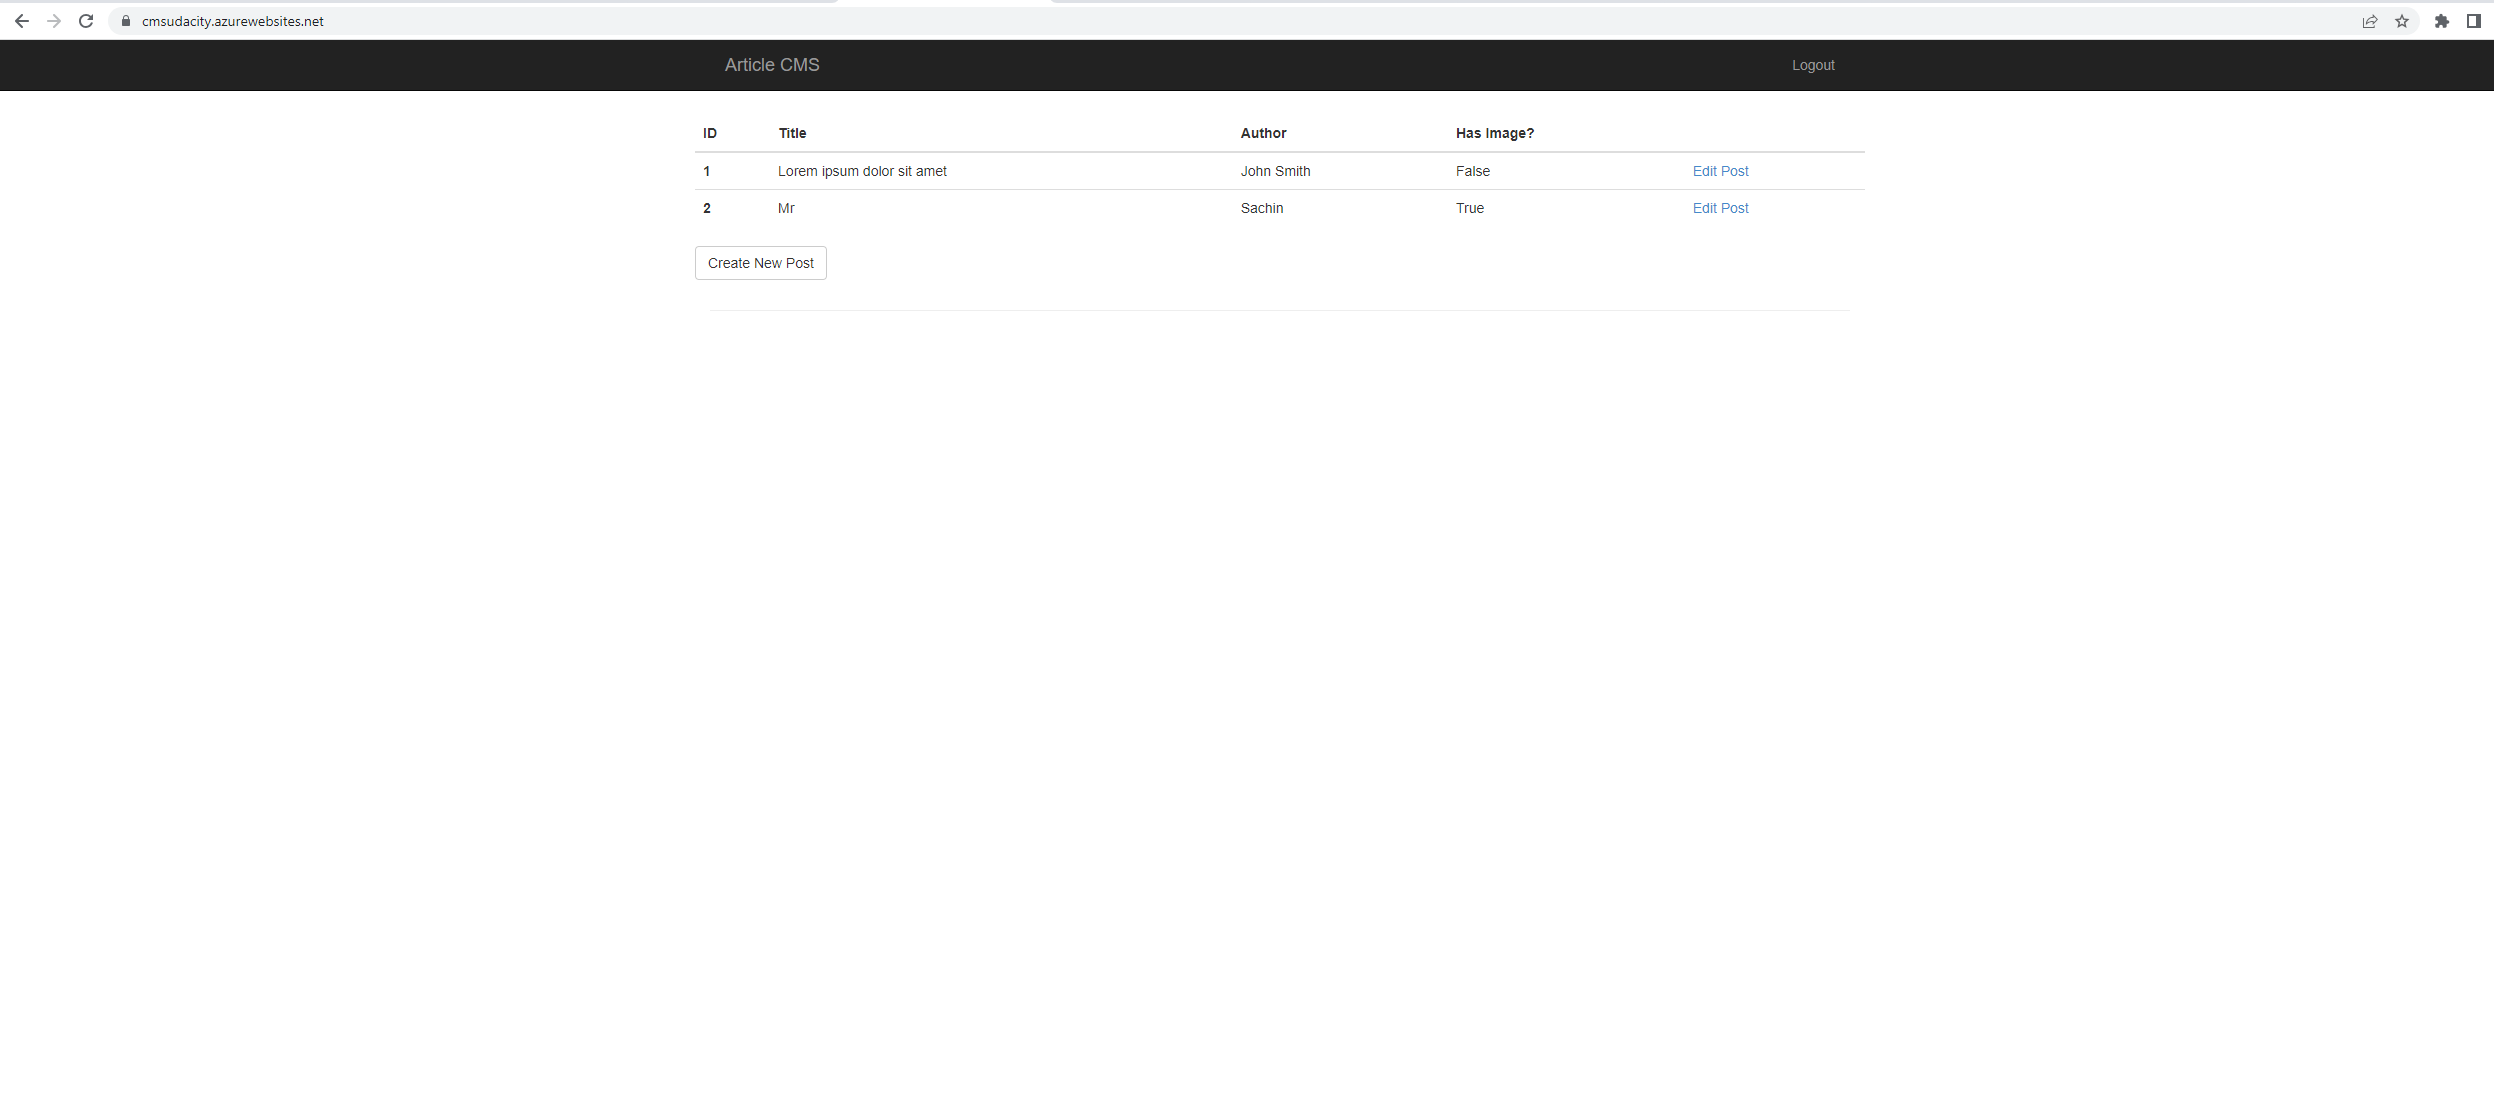 cmsudacity.azurewebsites.net
Article CMS Logout
ID Title Author Has Image?
1 Lorem ipsum dolor sit amet John Smith False Edit Post
2 Mr Sachin True Edit Post
Create New Post